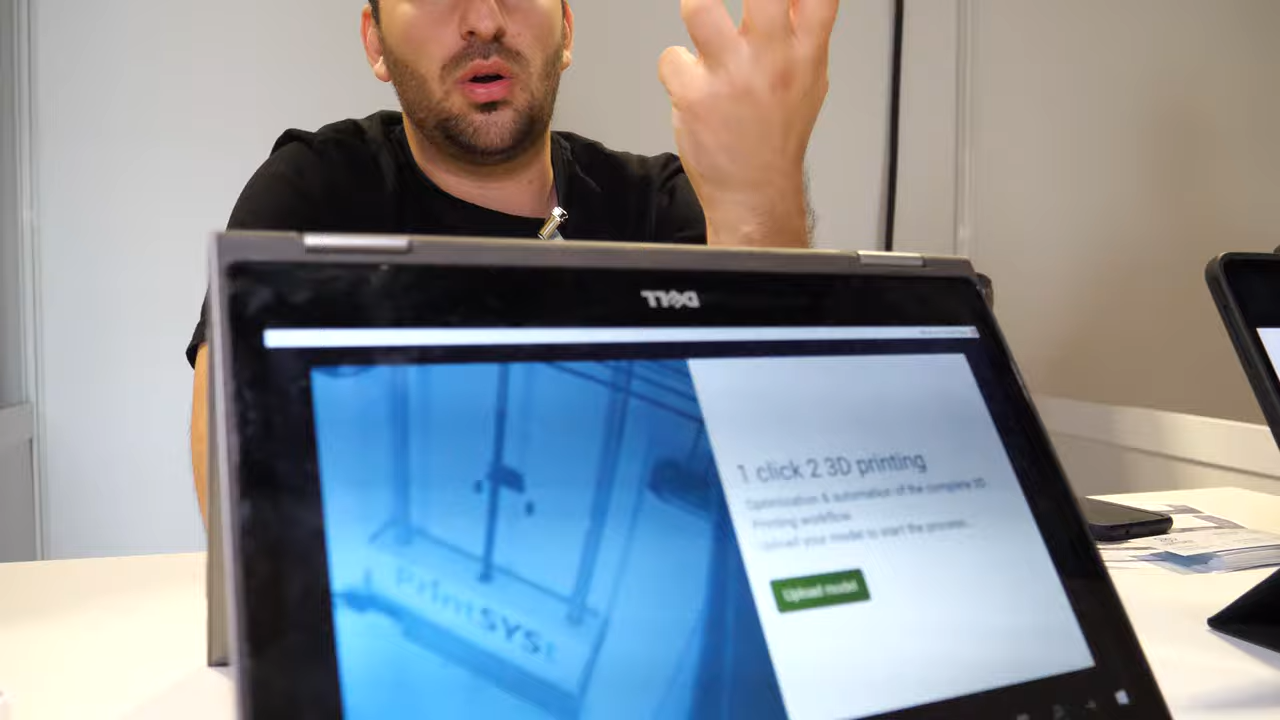 DELL
1 click 2 3D printing
Optimization & automation of the complete 3D
Printing workflow
Upload your model to start the process...
Upload model
PrintSYS